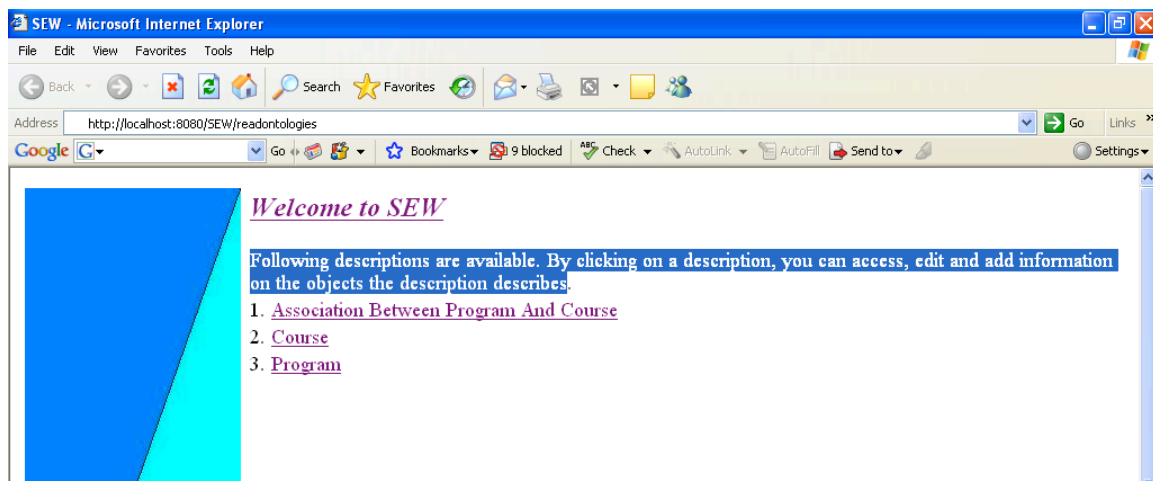 SEW - Microsoft Internet Explorer
File Edit View Favorites Tools Help
Back Search Favorites
Address http://localhost:8080/SEW/readontologies Go Links »
Google G Go Bookmarks 9 blocked ABC Check AutoLink AutoFill Send to Settings
Welcome to SEW
Following descriptions are available. By clicking on a description, you can access, edit and add information
on the objects the description describes.
1. Association Between Program And Course
2. Course
3. Program